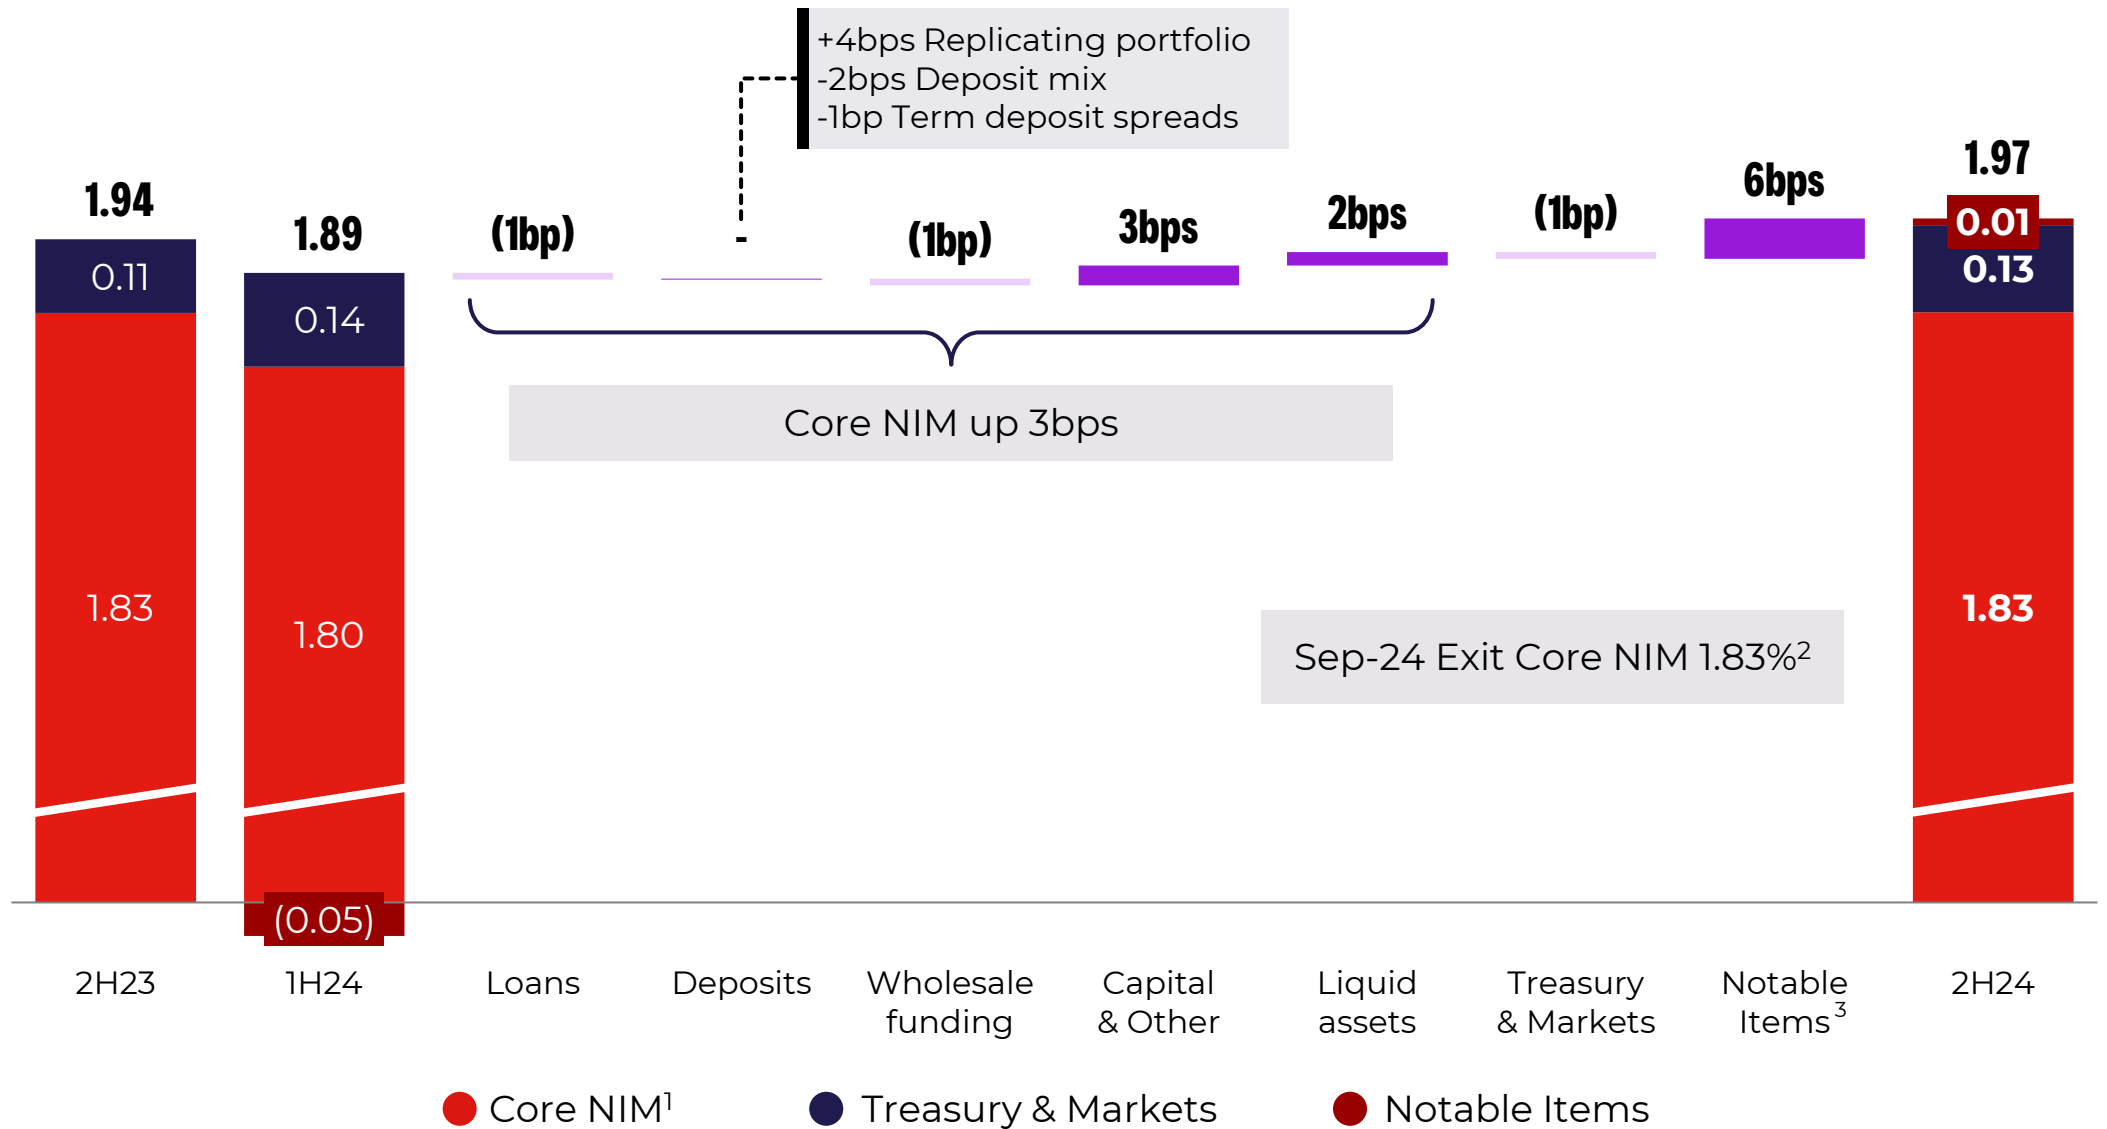 +4bps Replicating portfolio
-2bps Deposit mix
-1bp Term deposit spreads
1.94
1.89
(1bp)
-
(1bp)
3bps
2bps
(1bp)
6bps
1.97
0.11
0.14
0.01
0.13
Core NIM up 3bps
1.83
1.80
1.83
Sep-24 Exit Core NIM 1.83%²
(0.05)
2H23
1H24
Loans
Deposits
Wholesale
funding
Capital
& Other
Liquid
assets
Treasury
& Markets
Notable
Items³
2H24
Core NIM¹
Treasury & Markets
Notable Items